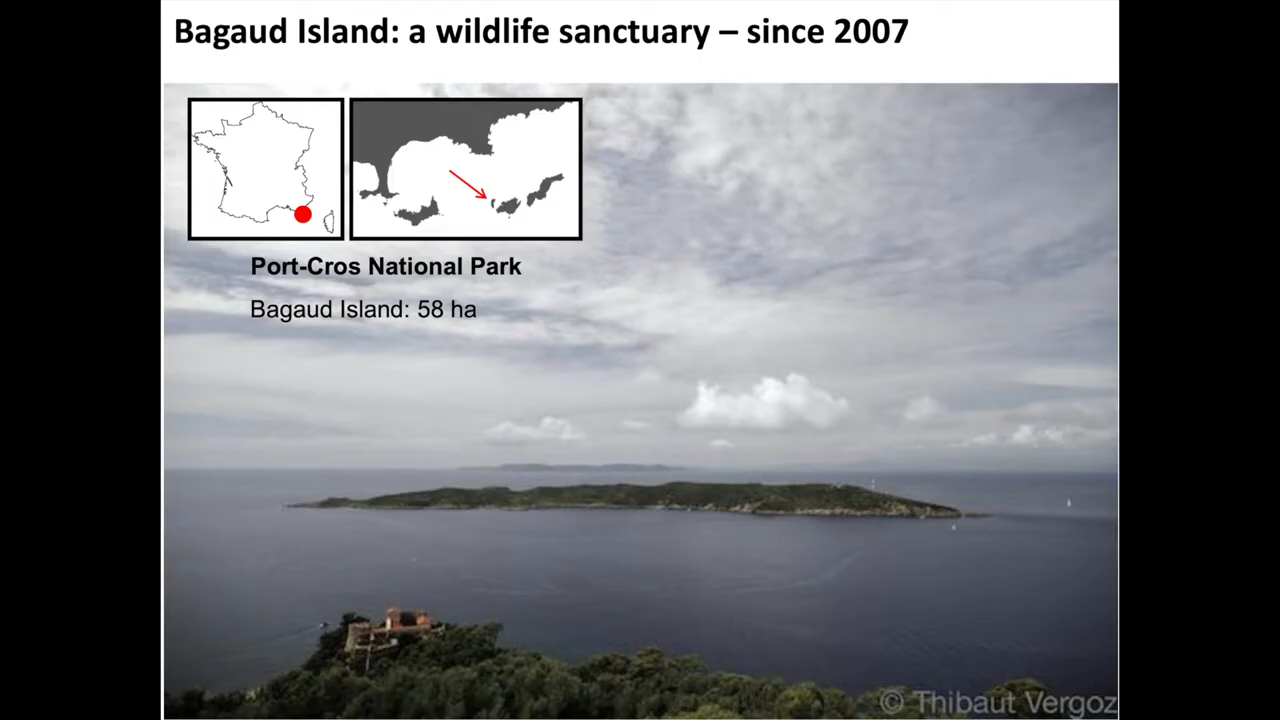 Bagaud Island: a wildlife sanctuary – since 2007
Port-Cros National Park
Bagaud Island: 58 ha
© Thibaut Vergoz